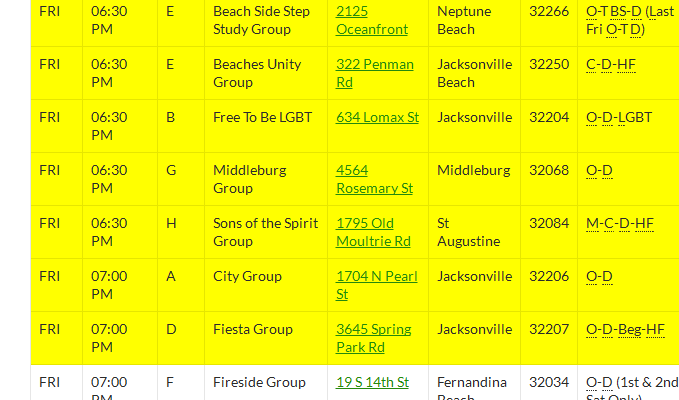 FRI 06:30 PM E Beach Side Step Study Group 2125 Oceanfront Neptune Beach 32266 O-T BS-D (Last Fri O-T D)
FRI 06:30 PM E Beaches Unity Group 322 Penman Rd Jacksonville Beach 32250 C-D-HF
FRI 06:30 PM B Free To Be LGBT 634 Lomax St Jacksonville 32204 O-D-LGBT
FRI 06:30 PM G Middleburg Group 4564 Rosemary St Middleburg 32068 O-D
FRI 06:30 PM H Sons of the Spirit Group 1795 Old Moultrie Rd St Augustine 32084 M-C-D-HF
FRI 07:00 PM A City Group 1704 N Pearl St Jacksonville 32206 O-D
FRI 07:00 PM D Fiesta Group 3645 Spring Park Rd Jacksonville 32207 O-D-Beg-HF
FRI 07:00 PM F Fireside Group 19 S 14th St Fernandina Beach 32034 O-D (1st & 2nd Sat Only)